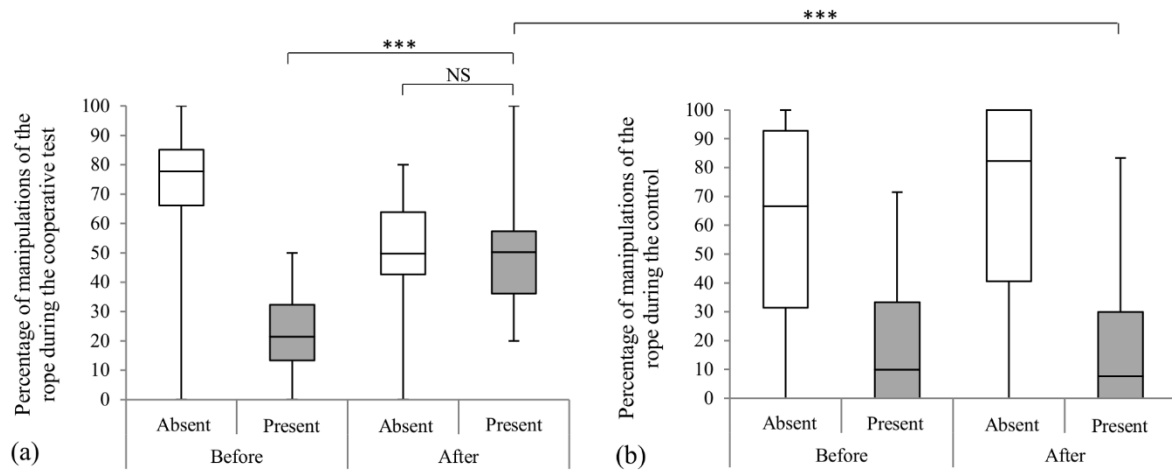 ***
***
NS
Percentage of manipulations of the
rope during the cooperative test
100
90
80
70
60
50
40
30
20
10
0
Absent Present Absent Present
Before After
(a)
Percentage of manipulations of the
rope during the control
100
90
80
70
60
50
40
30
20
10
0
Absent Present Absent Present
Before After
(b)